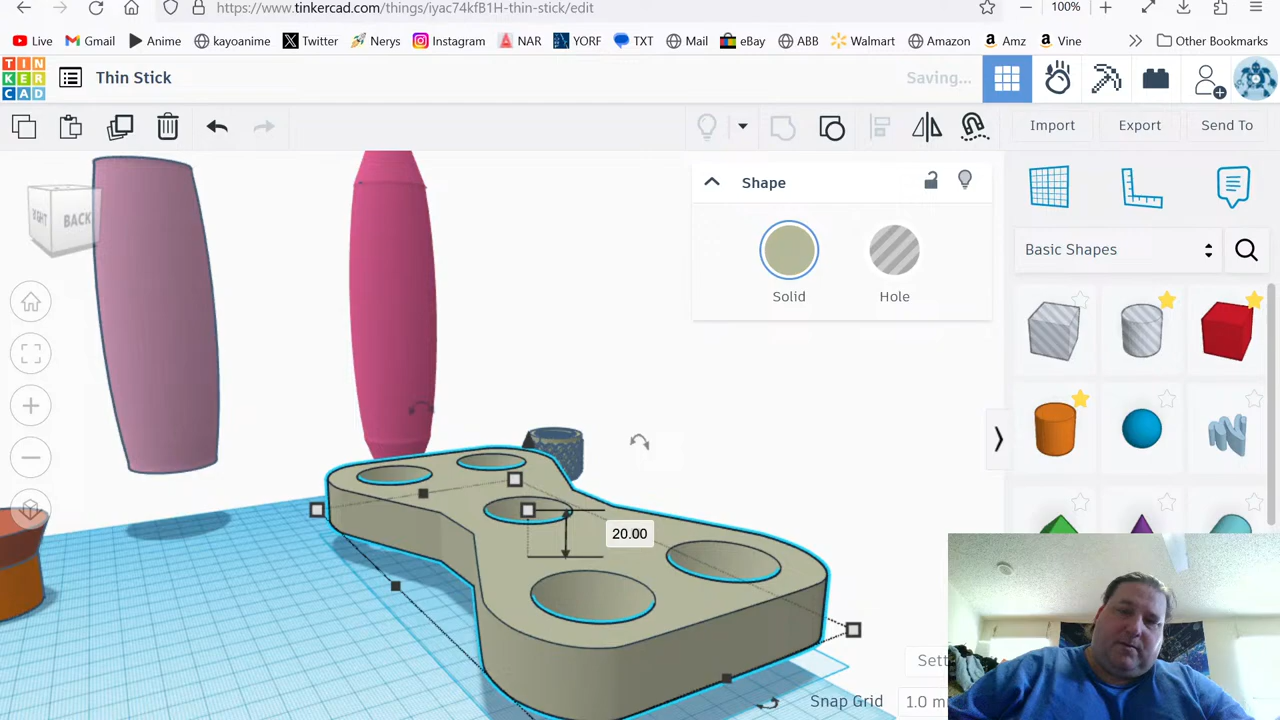 https://www.tinkercad.com/things/iyac74kfB1H-thin-stick/edit
100%
Live
Gmail
Anime
kayoanime
Twitter
Nerys
Instagram
NAR
YORF
TXT
Mail
eBay
ABB
Walmart
Amazon
Amz
Vine
Other Bookmarks
TIN
KER
CAD
Thin Stick
Saving...
Import
Export
Send To
BACK
Shape
Solid
Hole
Basic Shapes
20.00
Snap Grid